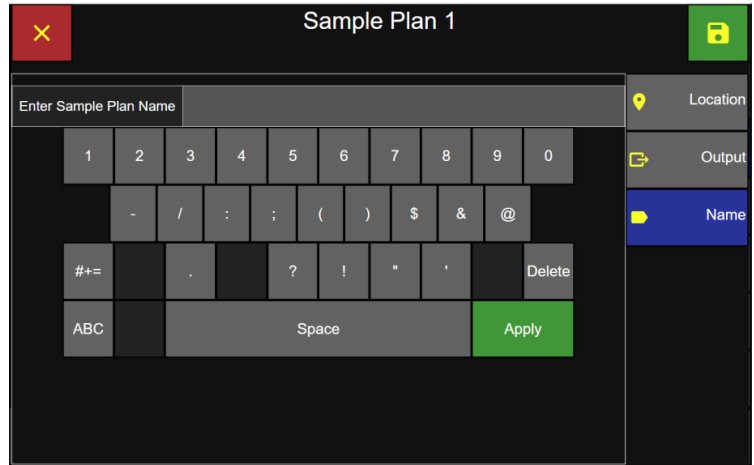 Sample Plan 1
Location
Enter Sample Plan Name
1 2 3 4 5 6 7 8 9 0
Output
- / : ; ( ) $ & @
Name
#+= . ? ! " ' Delete
ABC Space Apply